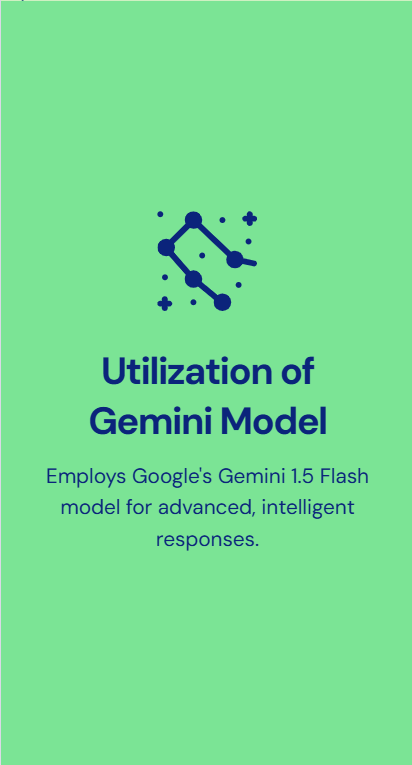 Utilization of
Gemini Model
Employs Google's Gemini 1.5 Flash
model for advanced, intelligent
responses.